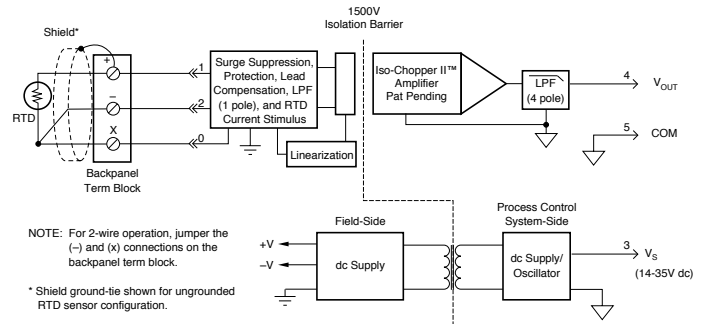 1500V
Isolation Barrier
Shield*
+
–
X
RTD
Backpanel
Term Block
1
2
0
Surge Suppression,
Protection, Lead
Compensation, LPF
(1 pole), and RTD
Current Stimulus
Linearization
Iso-Chopper II™
Amplifier
Pat Pending
LPF
(4 pole)
4
VOUT
5
COM
NOTE: For 2-wire operation, jumper the
(–) and (x) connections on the
backpanel term block.
* Shield ground-tie shown for ungrounded
RTD sensor configuration.
Field-Side
+V
–V
dc Supply
Process Control
System-Side
dc Supply/
Oscillator
3
VS
(14-35V dc)